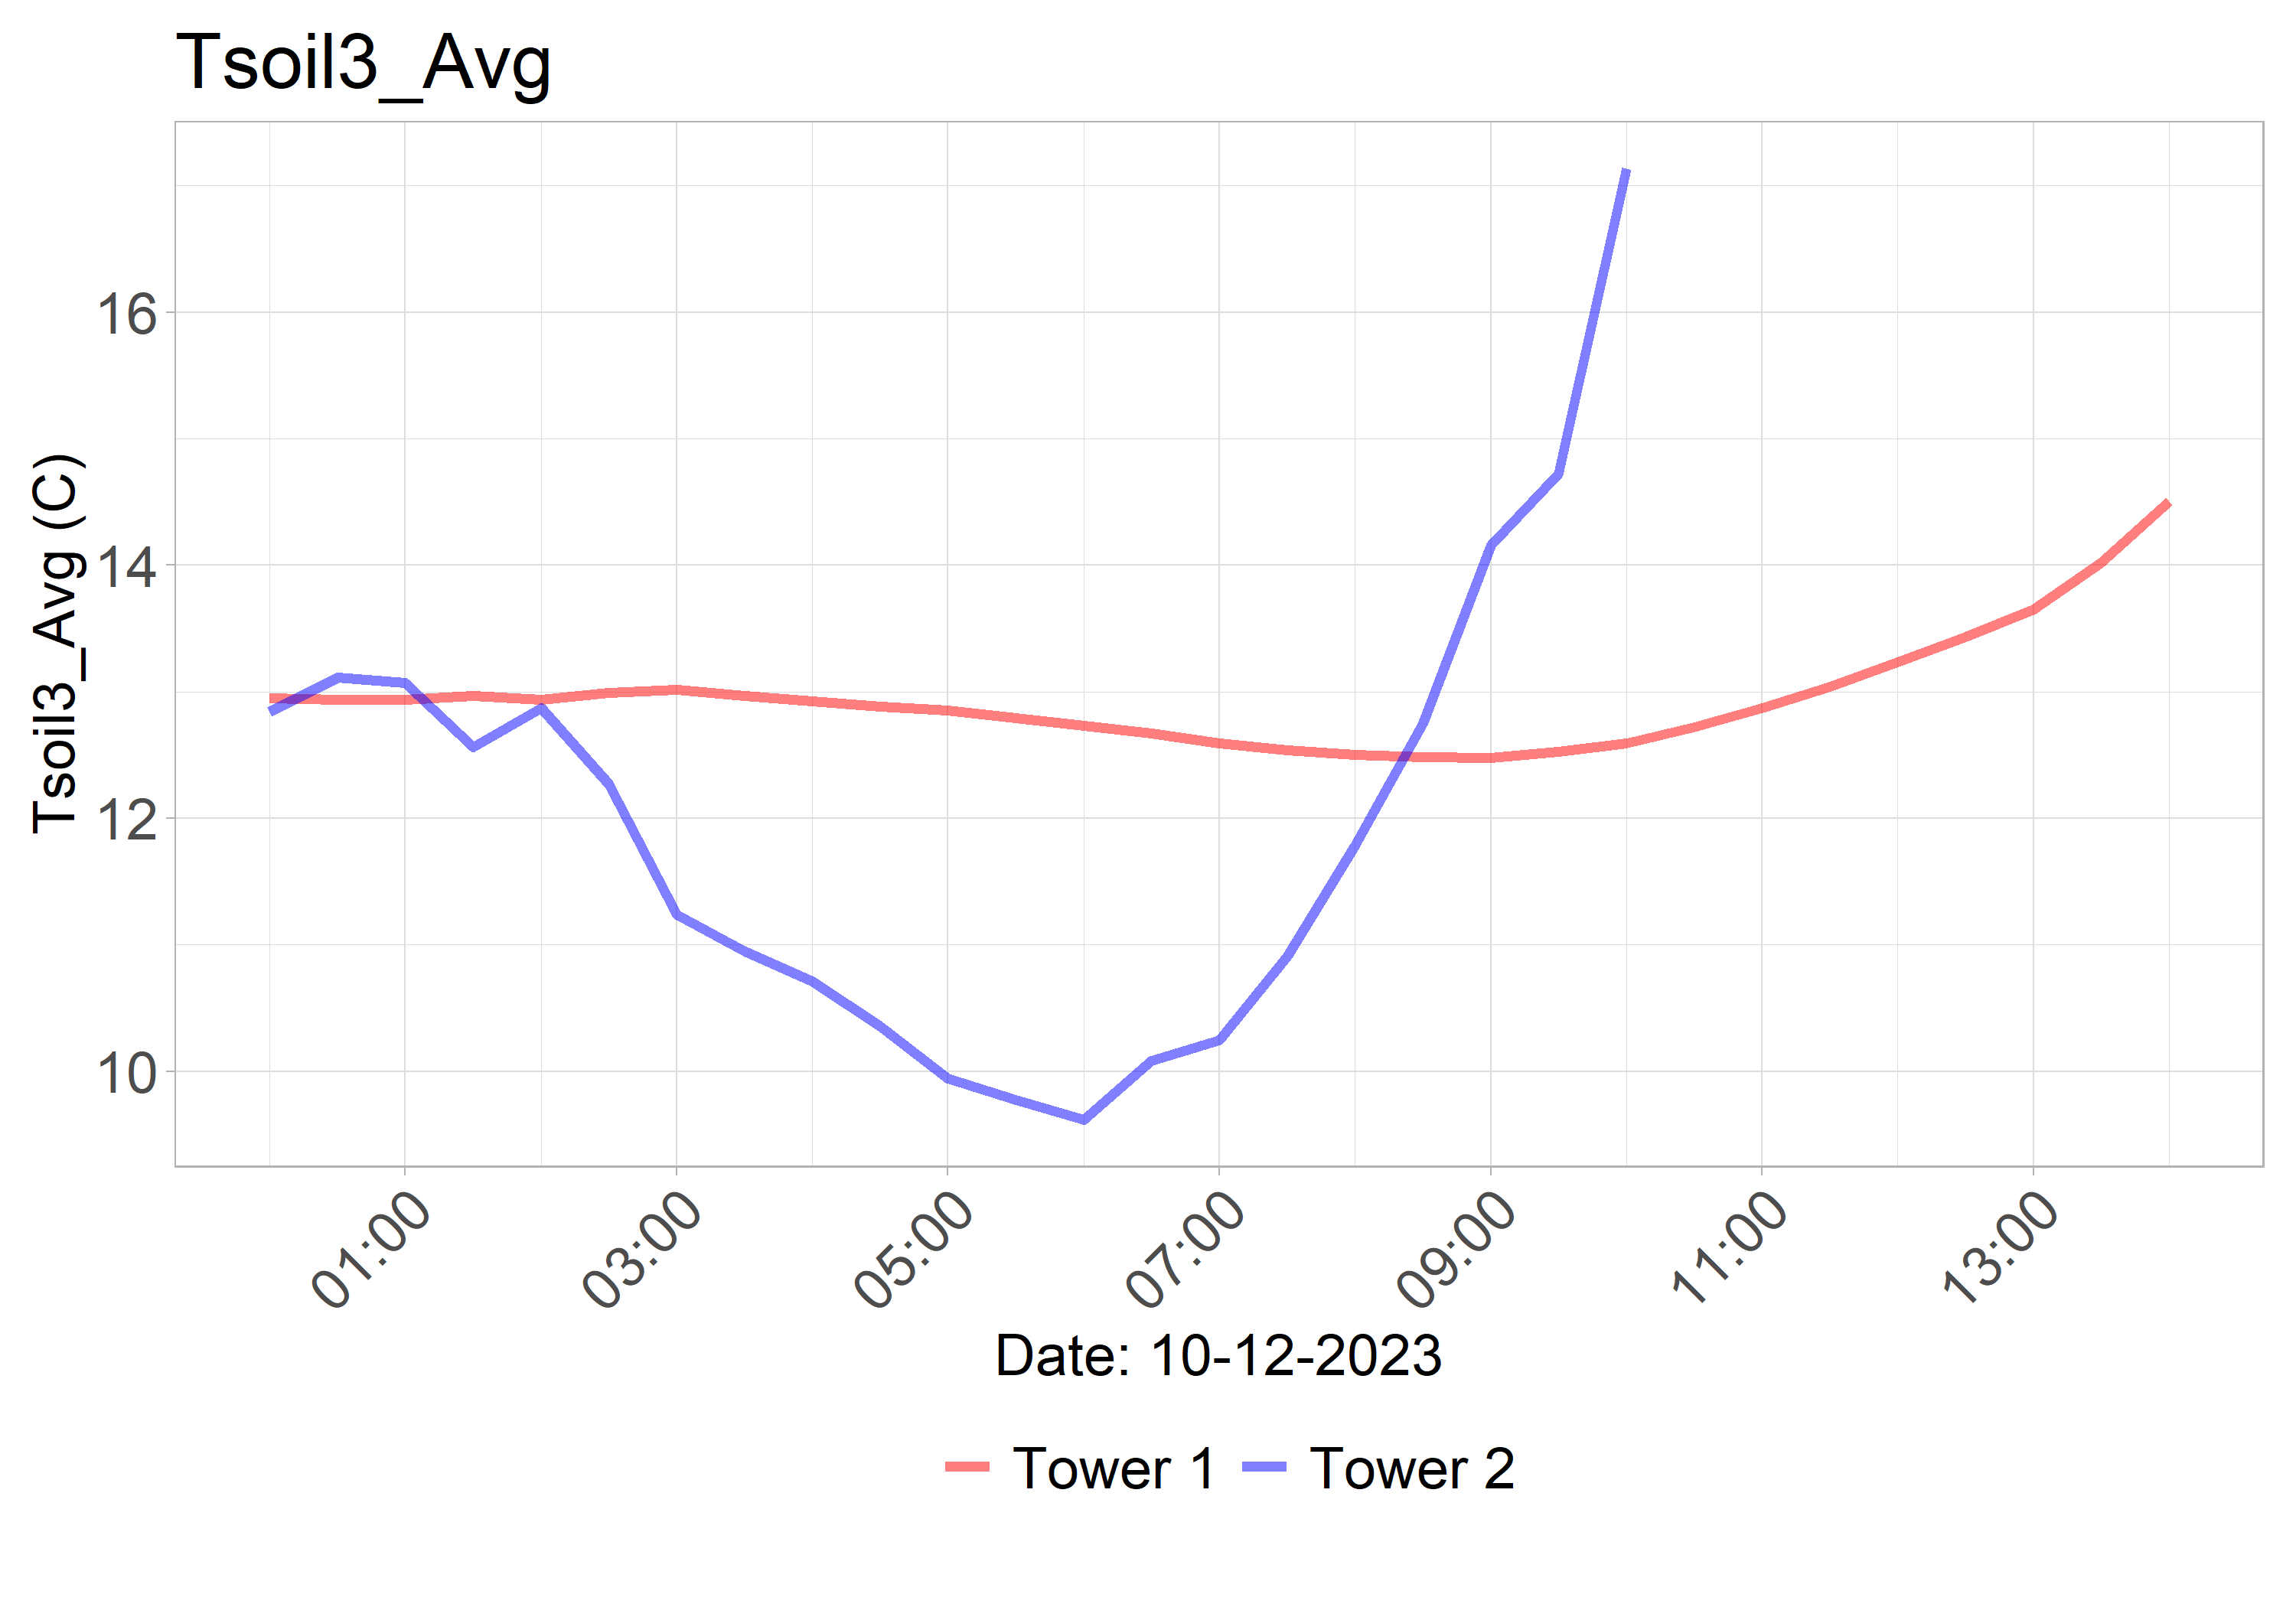 Tsoil3_Avg
Tsoil3_Avg (C)
16
14
12
10
01:00 03:00 05:00 07:00 09:00 11:00 13:00
Date: 10-12-2023
Tower 1 Tower 2